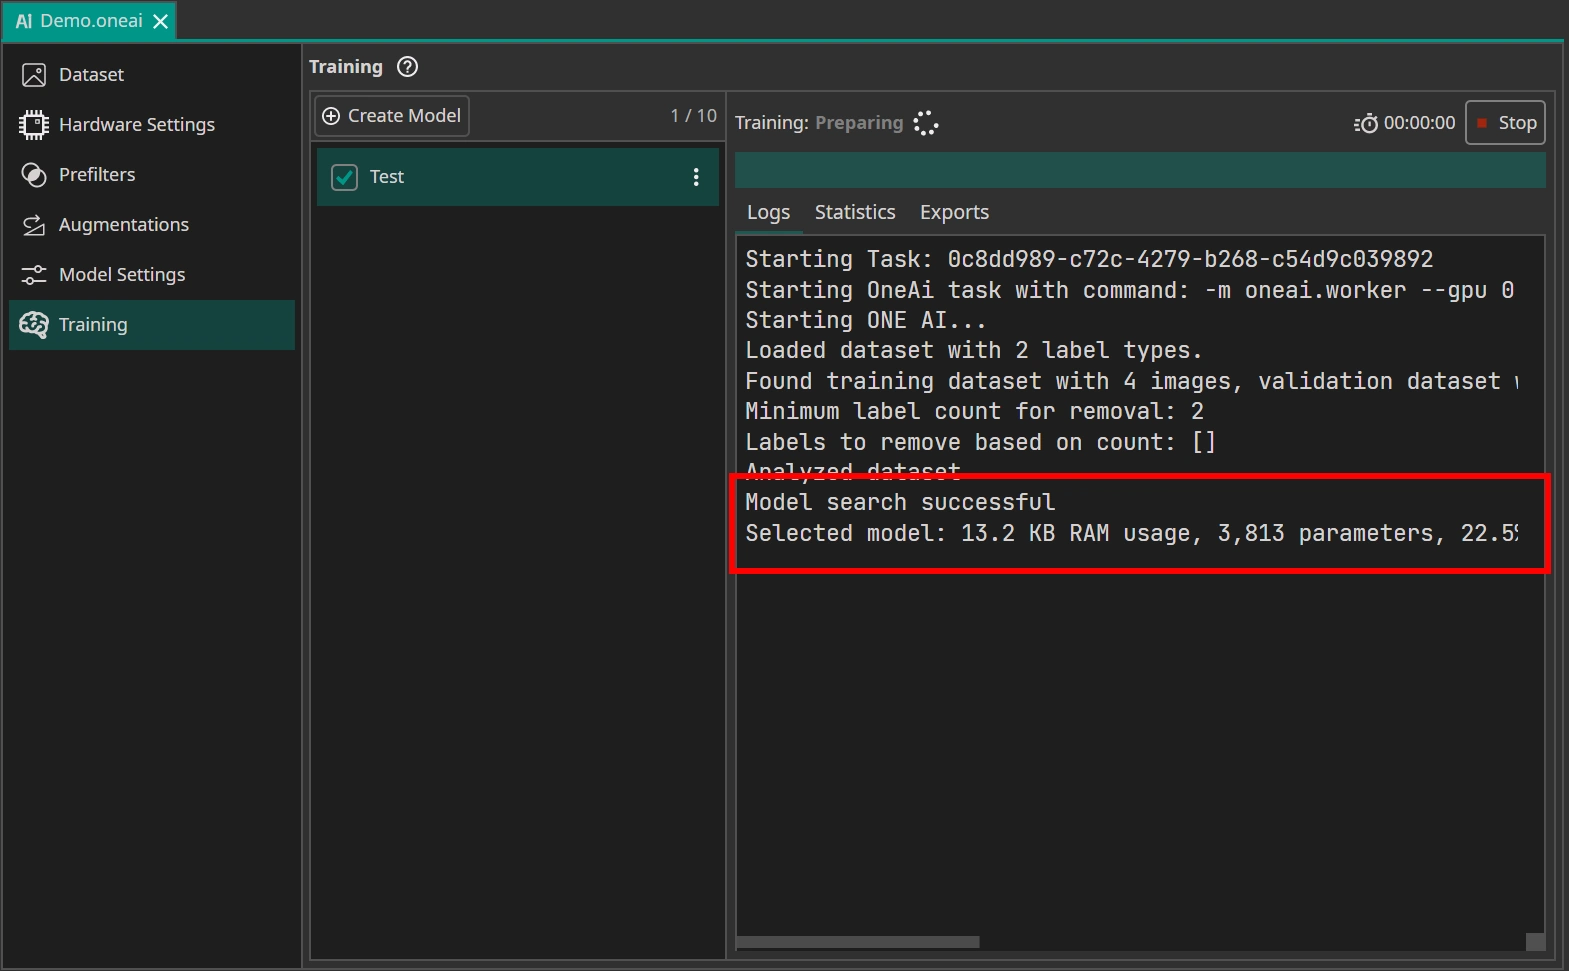 AI Demo.oneai
Dataset
Hardware Settings
Prefilters
Augmentations
Model Settings
Training
Training
Create Model
1 / 10
Test
Training: Preparing
00:00:00
Stop
Logs Statistics Exports
Starting Task: 0c8dd989-c72c-4279-b268-c54d9c039892
Starting OneAi task with command: -m oneai.worker --gpu 0
Starting ONE AI...
Loaded dataset with 2 label types.
Found training dataset with 4 images, validation dataset
Minimum label count for removal: 2
Labels to remove based on count: []
Analyzed dataset
Model search successful
Selected model: 13.2 KB RAM usage, 3,813 parameters, 22.5%